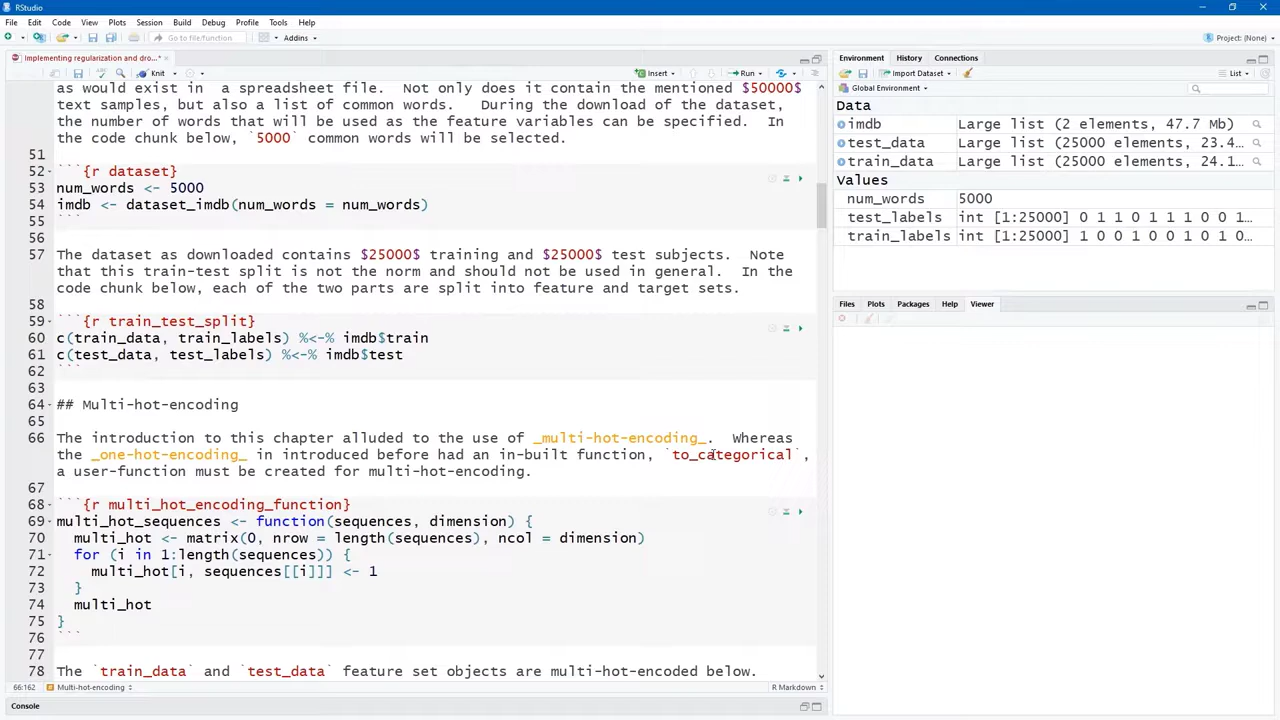 RStudio
File Edit Code View Plots Session Build Debug Profile Tools Help
Go to file/function Addins Project: (None)
Implementing regularization and dro...*
Knit Insert Run
as would exist in a spreadsheet file. Not only does it contain the mentioned $50000$
text samples, but also a list of common words. During the download of the dataset,
the number of words that will be used as the feature variables can be specified. In
the code chunk below, `5000` common words will be selected.
51
52 ```{r dataset}
53 num_words <- 5000
54 imdb <- dataset_imdb(num_words = num_words)
55 ```
56
57 The dataset as downloaded contains $25000$ training and $25000$ test subjects. Note
that this train-test split is not the norm and should not be used in general. In the
code chunk below, each of the two parts are split into feature and target sets.
58
59 ```{r train_test_split}
60 c(train_data, train_labels) %<-% imdb$train
61 c(test_data, test_labels) %<-% imdb$test
62 ```
63
64 ## Multi-hot-encoding
65
66 The introduction to this chapter alluded to the use of _multi-hot-encoding_. Whereas
the _one-hot-encoding_ in introduced before had an in-built function, `to_categorical`,
a user-function must be created for multi-hot-encoding.
67
68 ```{r multi_hot_encoding_function}
69 multi_hot_sequences <- function(sequences, dimension) {
70 multi_hot <- matrix(0, nrow = length(sequences), ncol = dimension)
71 for (i in 1:length(sequences)) {
72 multi_hot[i, sequences[[i]]] <- 1
73 }
74 multi_hot
75 }
76 ```
77
78 The `train_data` and `test_data` feature set objects are multi-hot-encoded below.
66:162 Multi-hot-encoding R Markdown
Console
Environment History Connections
Import Dataset List
Global Environment
Data
imdb Large list (2 elements, 47.7 Mb)
test_data Large list (25000 elements, 23.4...
train_data Large list (25000 elements, 24.1...
Values
num_words 5000
test_labels int [1:25000] 0 1 1 0 1 1 1 0 0 1...
train_labels int [1:25000] 1 0 0 1 0 0 1 0 1 0...
Files Plots Packages Help Viewer